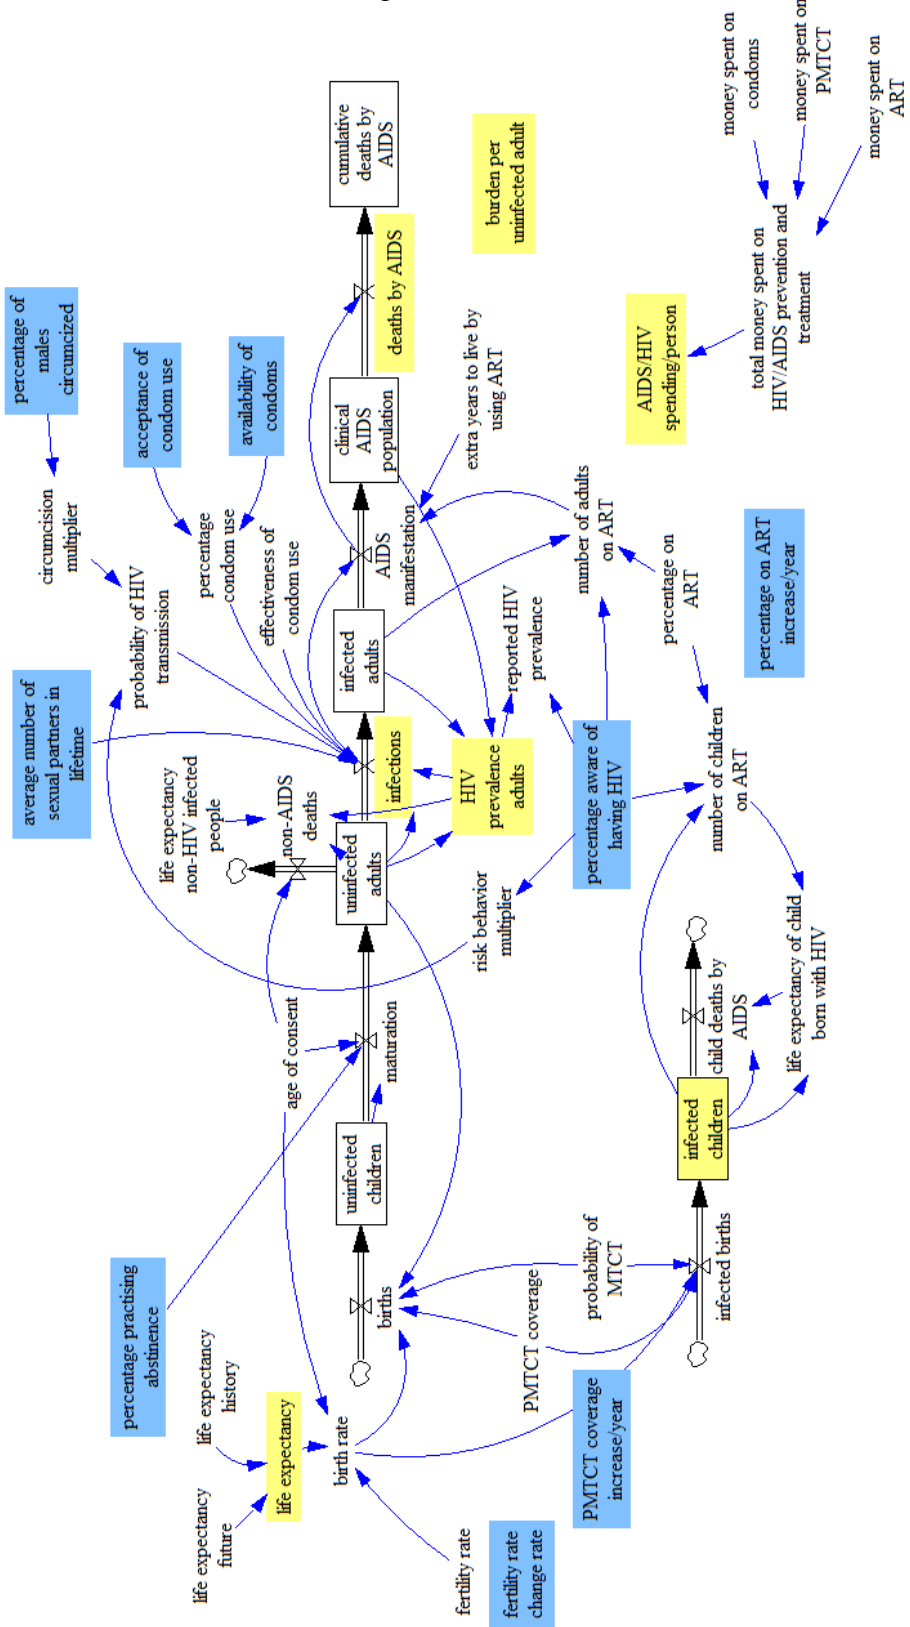 percentage of
males
circumcized
acceptance of
condom use
availability of
condoms
circumcision
multiplier
percentage
condom use
effectiveness of
condom use
probability of HIV
transmission
average number of
sexual partners in
lifetime
life expectancy
non-HIV infected
people
non-AIDS
deaths
cumulative
deaths by
AIDS
deaths by AIDS
clinical
AIDS
population
AIDS
manifestation
infected
adults
infections
uninfected
adults
maturation
uninfected
children
births
age of consent
percentage practising
abstinence
life expectancy
history
life expectancy
future
life expectancy
birth rate
fertility rate
fertility rate
change rate
burden per
uninfected adult
extra years to live by
using ART
HIV
prevalence
adults
reported HIV
prevalence
number of adults
on ART
percentage aware of
having HIV
risk behavior
multiplier
percentage on
ART
number of children
on ART
percentage on ART
increase/year
PMTCT coverage
probability of
MTCT
PMTCT coverage
increase/year
infected births
infected
children
child deaths by
AIDS
life expectancy of child
born with HIV
AIDS/HIV
spending/person
total money spent on
HIV/AIDS prevention and
treatment
money spent on
condoms
money spent on
PMTCT
money spent on
ART